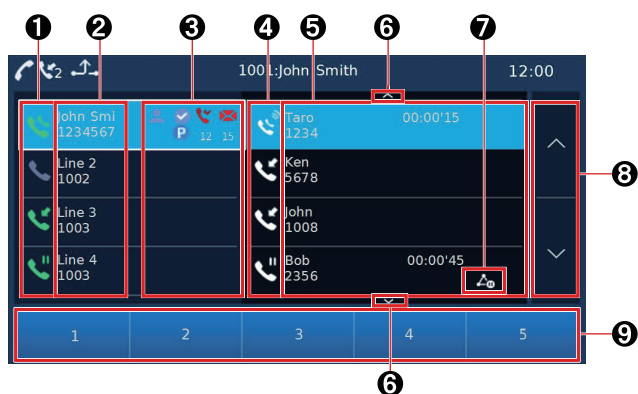 1 2 3 4 5 6 7
2 1001:John Smith 12:00
John Smi
1234567
P 12 15
Taro 00:00'15
1234
Line 2
1002
Ken
5678
Line 3
1003
John
1008
Line 4
1003
Bob 00:00'45
2356
8
1 2 3 4 5
9
6